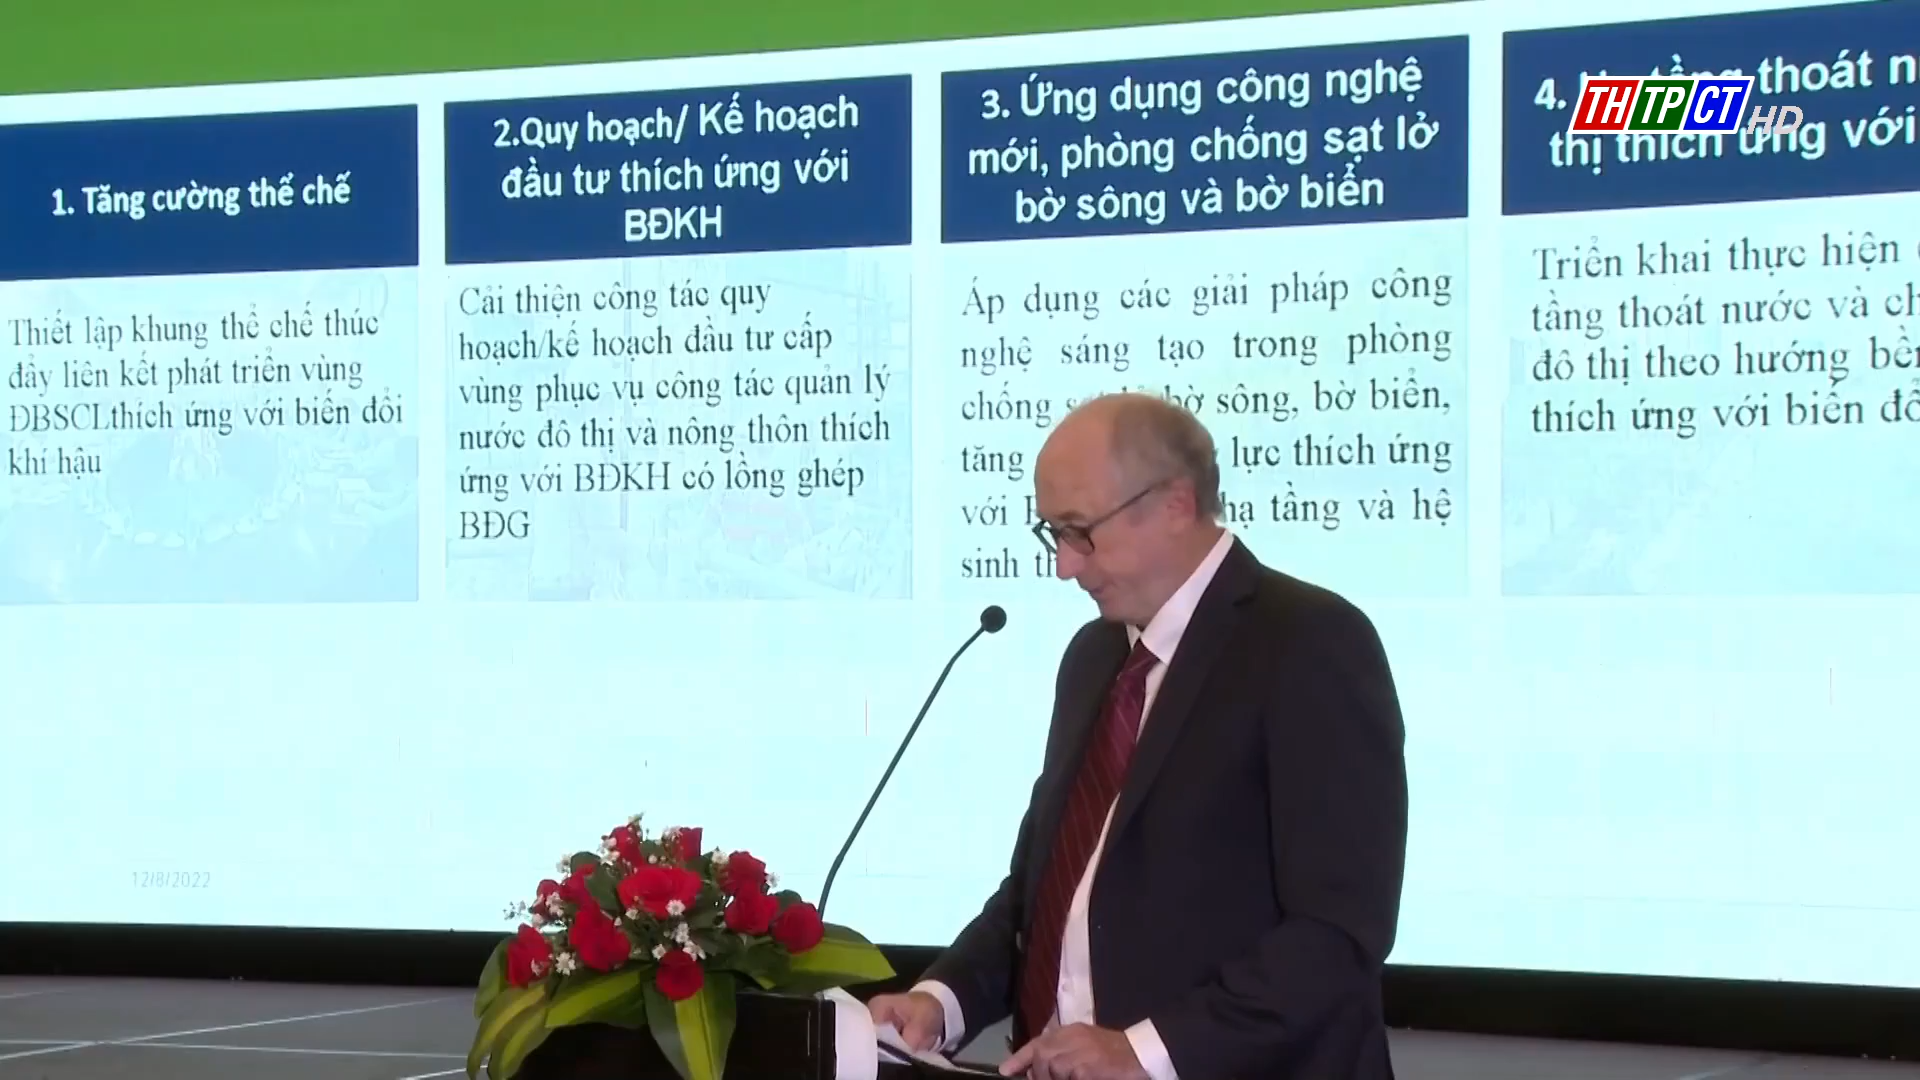 1. Tăng cường thể chế
Thiết lập khung thể chế thúc
đẩy liên kết phát triển vùng
ĐBSCLthích ứng với biến đổi
khí hậu
2.Quy hoạch/ Kế hoạch
đầu tư thích ứng với
BĐKH
Cải thiện công tác quy
hoạch/kế hoạch đầu tư cấp
vùng phục vụ công tác quản lý
nước đô thị và nông thôn thích
ứng với BĐKH có lồng ghép
BĐG
3. Ứng dụng công nghệ
mới, phòng chống sạt lở
bờ sông và bờ biển
Áp dụng các giải pháp công
nghệ sáng tạo trong phòng
chống bờ sông, bờ biển,
tăng lực thích ứng
với hạ tầng và hệ
sinh
4. thoát
thị thích ứng với
Triển khai thực hiện
tầng thoát nước và
đô thị theo hướng
thích ứng với biến
THTPCT HD
12/8/2022